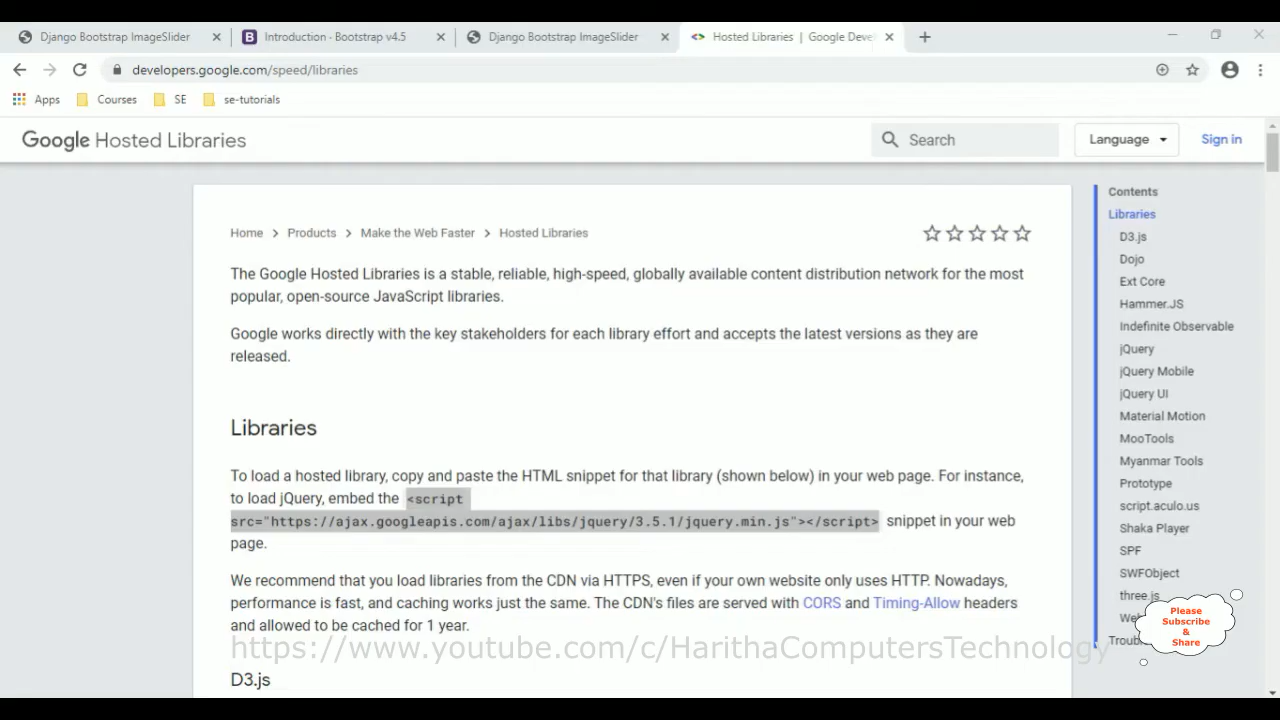 Django Bootstrap ImageSlider
Introduction · Bootstrap v4.5
Django Bootstrap ImageSlider
Hosted Libraries | Google Deve
developers.google.com/speed/libraries
Apps
Courses
SE
se-tutorials
Google Hosted Libraries
Search
Language
Sign in
Home > Products > Make the Web Faster > Hosted Libraries
The Google Hosted Libraries is a stable, reliable, high-speed, globally available content distribution network for the most
popular, open-source JavaScript libraries.
Google works directly with the key stakeholders for each library effort and accepts the latest versions as they are
released.
Libraries
To load a hosted library, copy and paste the HTML snippet for that library (shown below) in your web page. For instance,
to load jQuery, embed the <script
src="https://ajax.googleapis.com/ajax/libs/jquery/3.5.1/jquery.min.js"></script> snippet in your web
page.
We recommend that you load libraries from the CDN via HTTPS, even if your own website only uses HTTP. Nowadays,
performance is fast, and caching works just the same. The CDN's files are served with CORS and Timing-Allow headers
and allowed to be cached for 1 year.
https://www.youtube.com/c/HarithaComputersTechnology
D3.js
Contents
Libraries
D3.js
Dojo
Ext Core
Hammer.JS
Indefinite Observable
jQuery
jQuery Mobile
jQuery UI
Material Motion
MooTools
Myanmar Tools
Prototype
script.aculo.us
Shaka Player
SPF
SWFObject
three.js
We
Troub
Please
Subscribe
&
Share